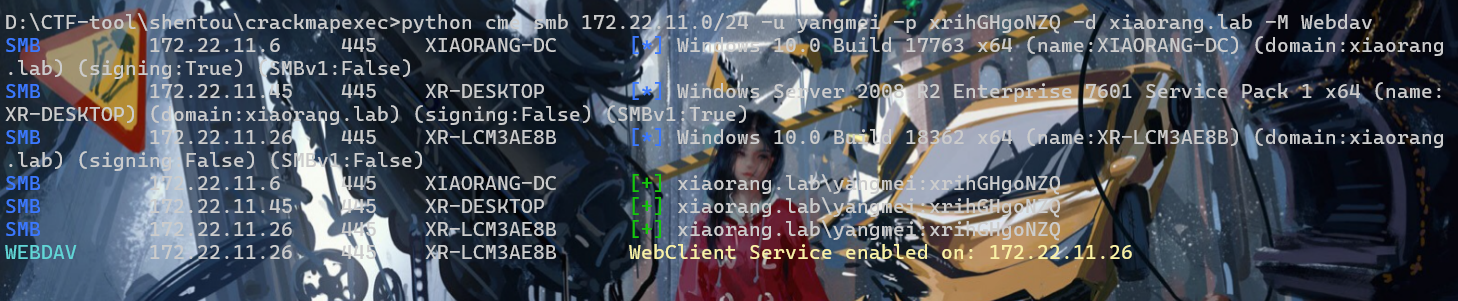 D:\CTF-tool\shentou\crackmapexec>python cmd smb 172.22.11.0/24 -u yangmei -p xrihGHgoNZQ -d xiaorang.lab -M Webdav
SMB 172.22.11.6 445 XIAORANG-DC [*] Windows 10.0 Build 17763 x64 (name:XIAORANG-DC) (domain:xiaorang
.lab) (signing:True) (SMBv1:False)
SMB 172.22.11.45 445 XR-DESKTOP [*] Windows Server 2008 R2 Enterprise 7601 Service Pack 1 x64 (name:
XR-DESKTOP) (domain:xiaorang.lab) (signing:False) (SMBv1:True)
SMB 172.22.11.26 445 XR-LCM3AE8B [*] Windows 10.0 Build 18362 x64 (name:XR-LCM3AE8B) (domain:xiaorang
.lab) (signing:False) (SMBv1:False)
SMB 172.22.11.6 445 XIAORANG-DC [+] xiaorang.lab\yangmei:xrihGHgoNZQ
SMB 172.22.11.45 445 XR-DESKTOP [+] xiaorang.lab\yangmei:xrihGHgoNZQ
SMB 172.22.11.26 445 XR-LCM3AE8B [+] xiaorang.lab\yangmei:xrihGHgoNZQ
WEBDAV 172.22.11.26 445 XR-LCM3AE8B WebClient Service enabled on: 172.22.11.26